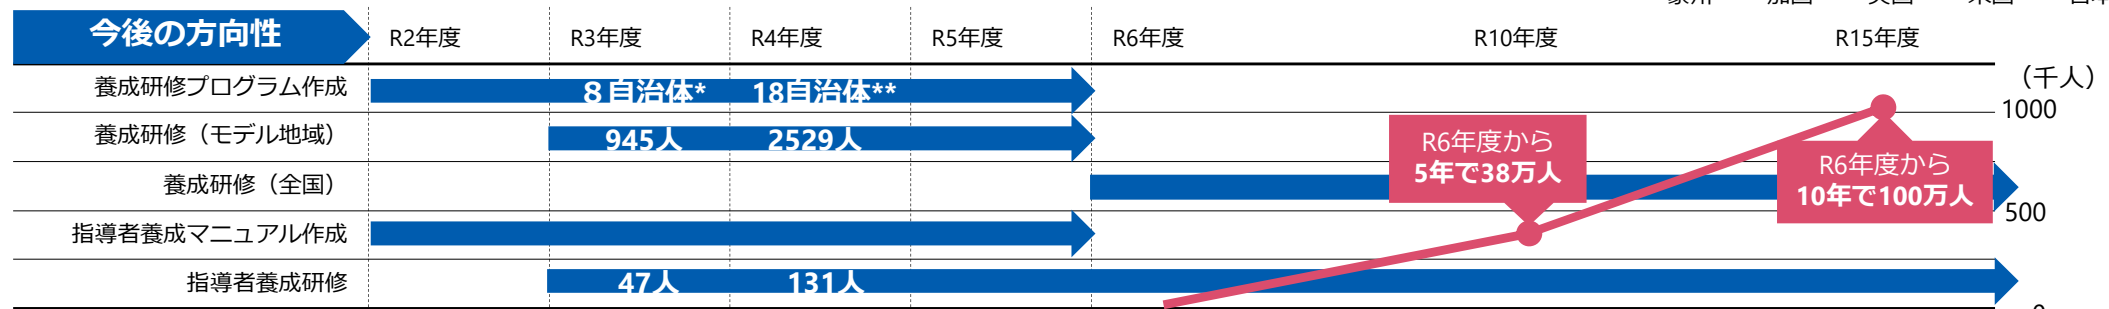 今後の方向性
R2年度
R3年度
R4年度
R5年度
R6年度
R10年度
R15年度
養成研修プログラム作成
８自治体*
18自治体**
（千人）
1000
養成研修（モデル地域）
945人
2529人
R6年度から
5年で38万人
R6年度から
10年で100万人
養成研修（全国）
500
指導者養成マニュアル作成
指導者養成研修
47人
131人